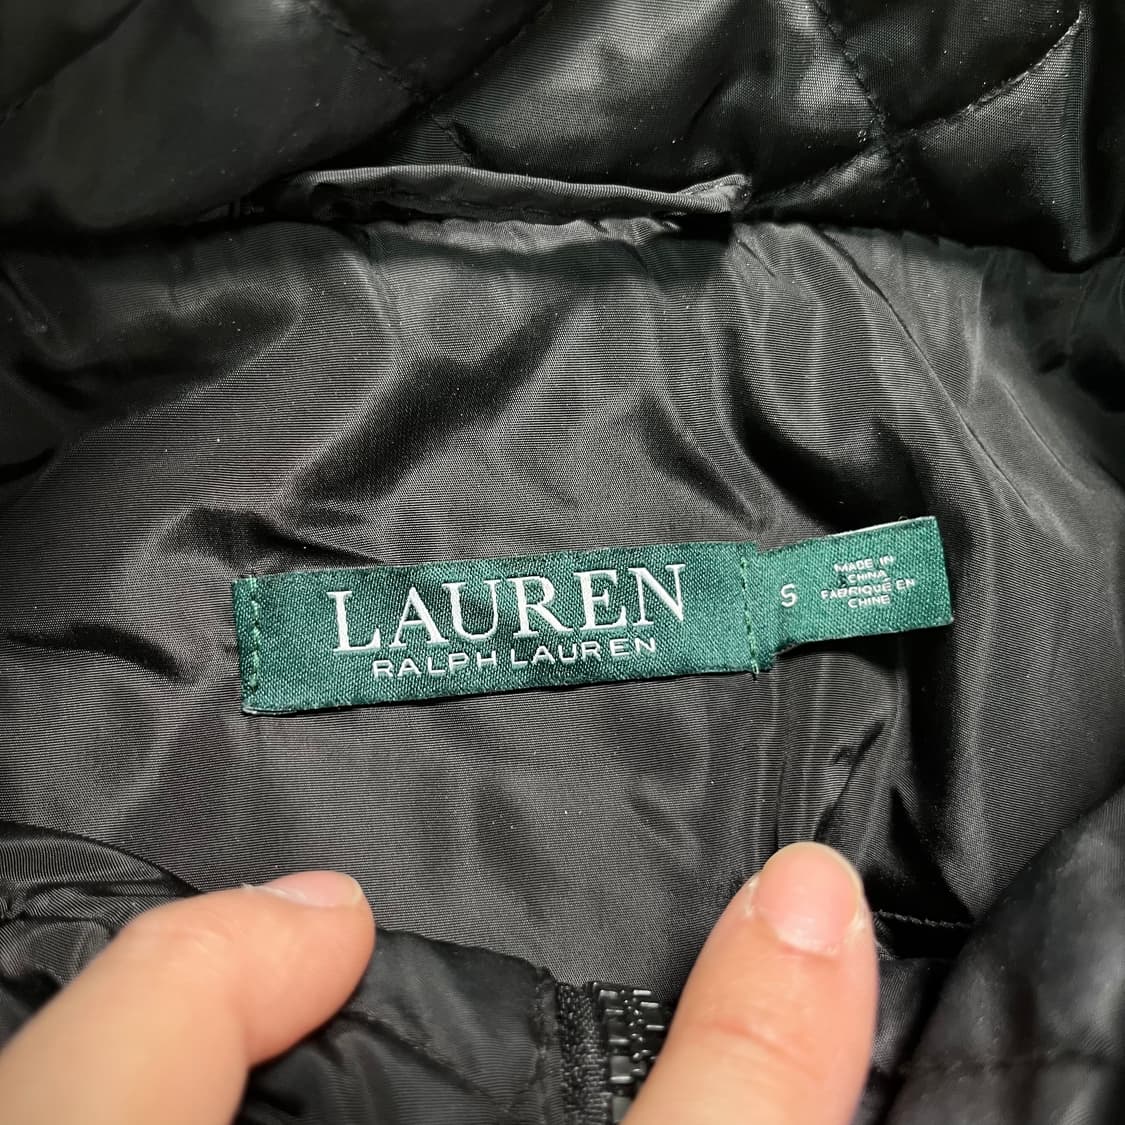 LAUREN
RALPH LAUREN
S
MADE IN
CHINA
FABRIQUÉ EN
CHINE